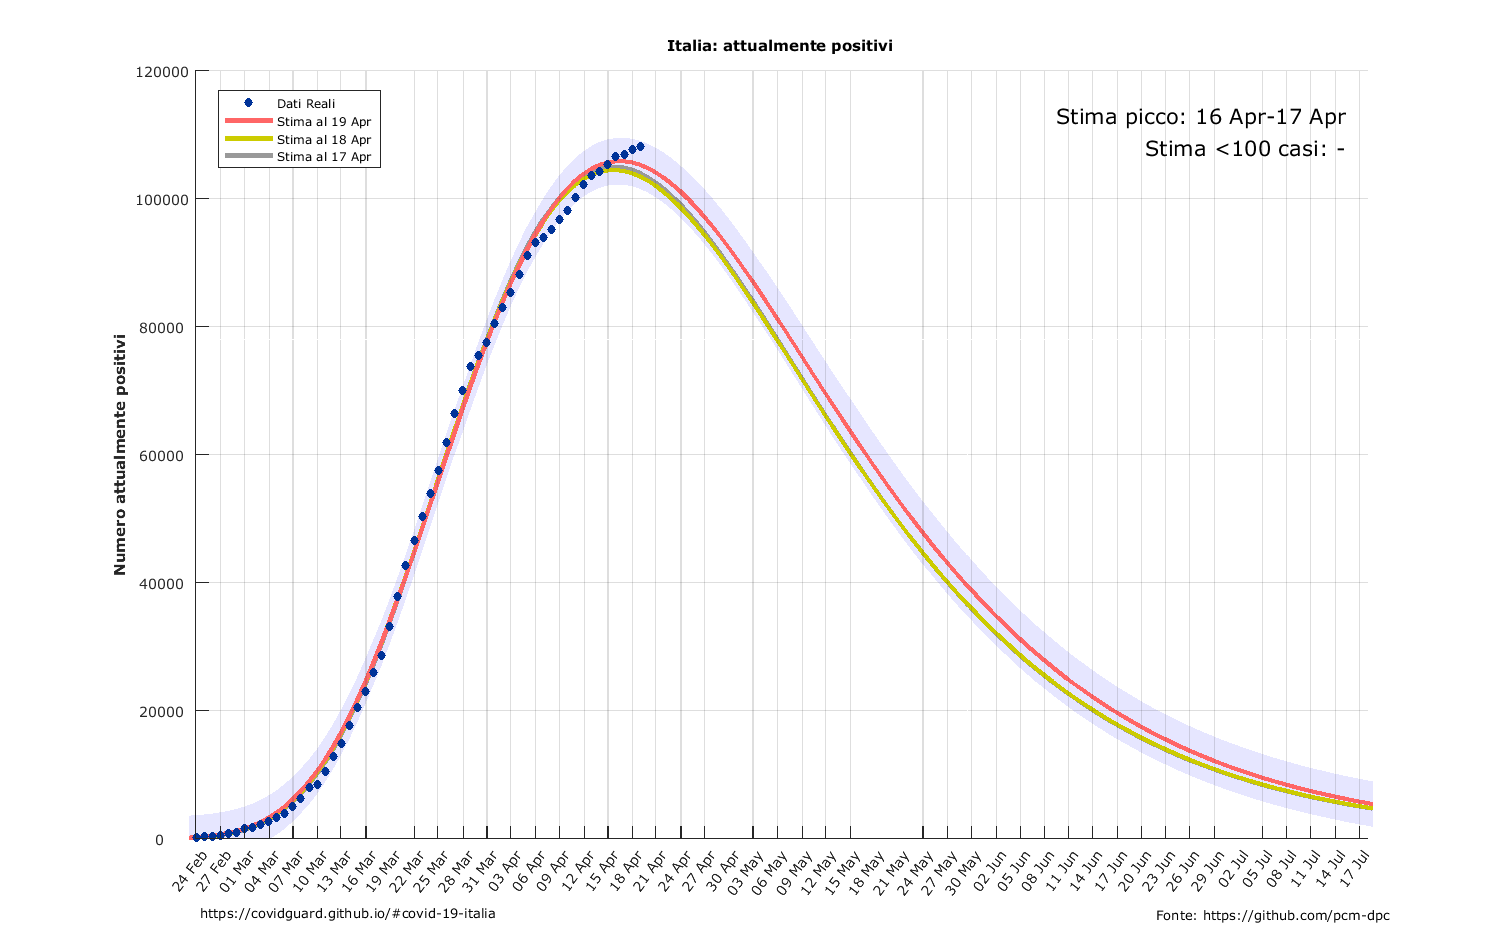 Italia: attualmente positivi
120000
100000
80000
60000
40000
20000
0
Numero attualmente positivi
Dati Reali
Stima al 19 Apr
Stima al 18 Apr
Stima al 17 Apr
Stima picco: 16 Apr-17 Apr
Stima <100 casi: -
24 Feb
27 Feb
01 Mar
04 Mar
07 Mar
10 Mar
13 Mar
16 Mar
19 Mar
22 Mar
25 Mar
28 Mar
31 Mar
03 Apr
06 Apr
09 Apr
12 Apr
15 Apr
18 Apr
21 Apr
24 Apr
27 Apr
30 Apr
03 May
06 May
09 May
12 May
15 May
18 May
21 May
24 May
27 May
30 May
02 Jun
05 Jun
08 Jun
11 Jun
14 Jun
17 Jun
20 Jun
23 Jun
26 Jun
29 Jun
02 Jul
05 Jul
08 Jul
11 Jul
14 Jul
17 Jul
https://covidguard.github.io/#covid-19-italia
Fonte: https://github.com/pcm-dpc